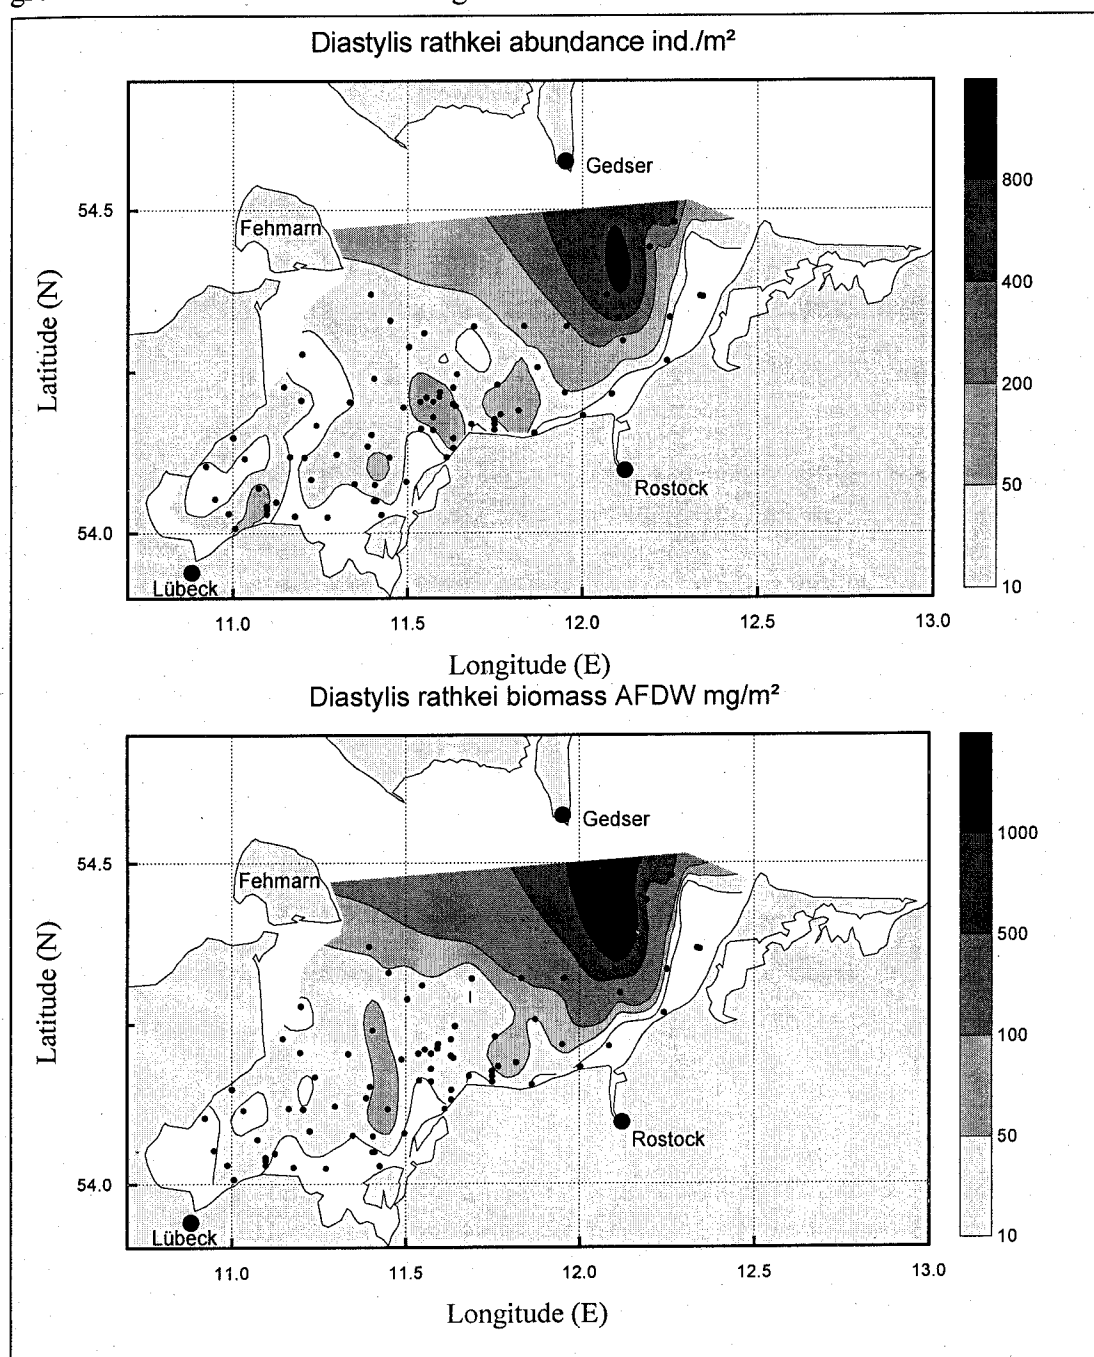 Diastylis rathkei abundance ind./m²
Gedser
800
54.5
Fehmarn
400
Latitude (N)
200
Rostock
50
54.0
Lübeck
10
11.0 11.5 12.0 12.5 13.0
Longitude (E)
Diastylis rathkei biomass AFDW mg/m²
Gedser
1000
54.5
Fehmarn
500
Latitude (N)
100
Rostock
50
54.0
Lübeck
10
11.0 11.5 12.0 12.5 13.0
Longitude (E)